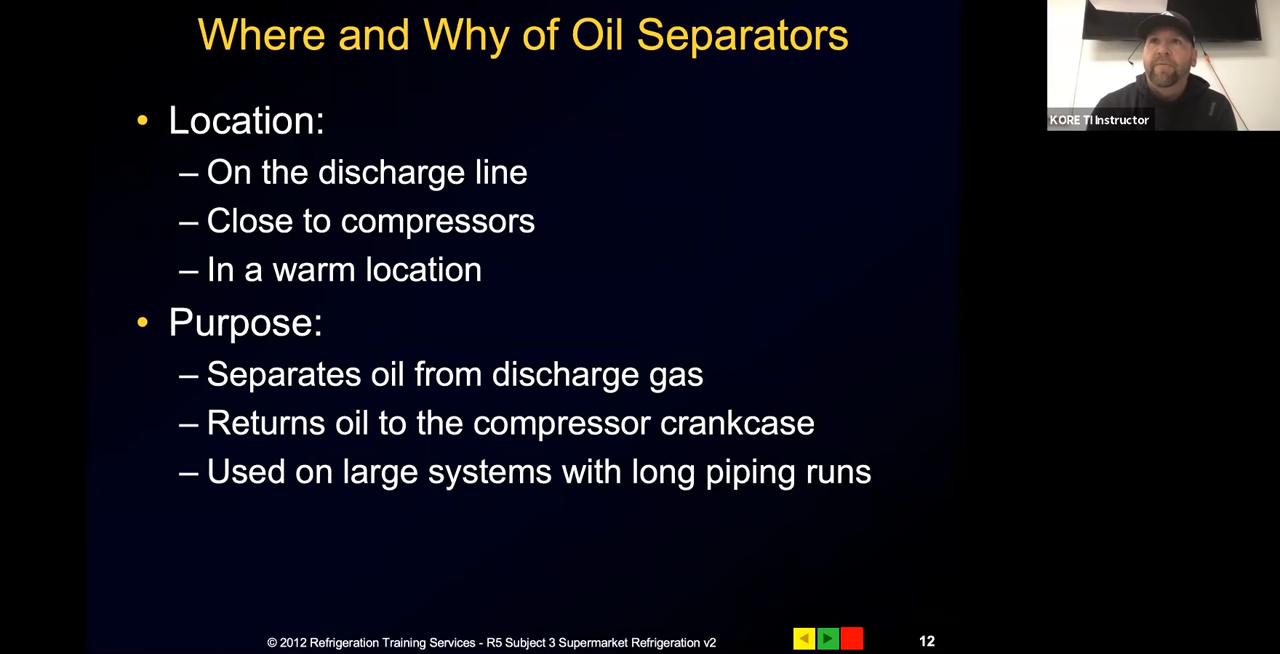 Where and Why of Oil Separators
• Location:
– On the discharge line
– Close to compressors
– In a warm location
• Purpose:
– Separates oil from discharge gas
– Returns oil to the compressor crankcase
– Used on large systems with long piping runs
© 2012 Refrigeration Training Services - R5 Subject 3 Supermarket Refrigeration v2
12
KORE TI Instructor